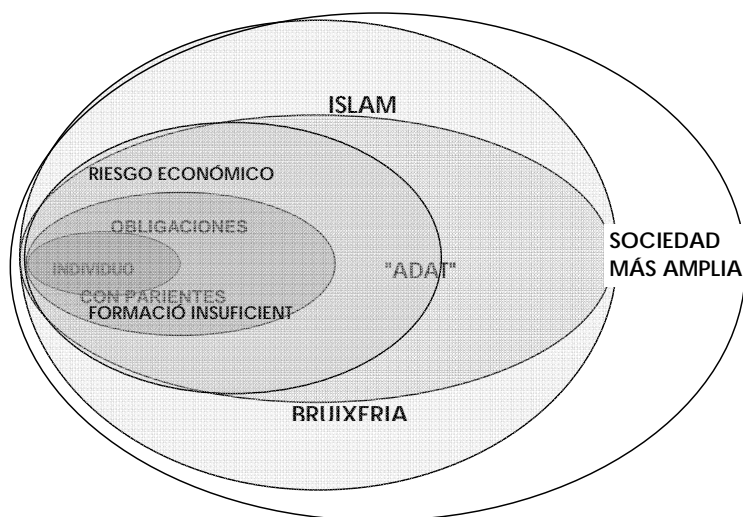 ISLAM
RIESGO ECONÓMICO
OBLIGACIONES
SOCIEDAD
MÁS AMPLIA
INDIVIDUO
"ADAT"
CON PARIENTES
FORMACIÓ INSUFICIENT
BRUIXERIA